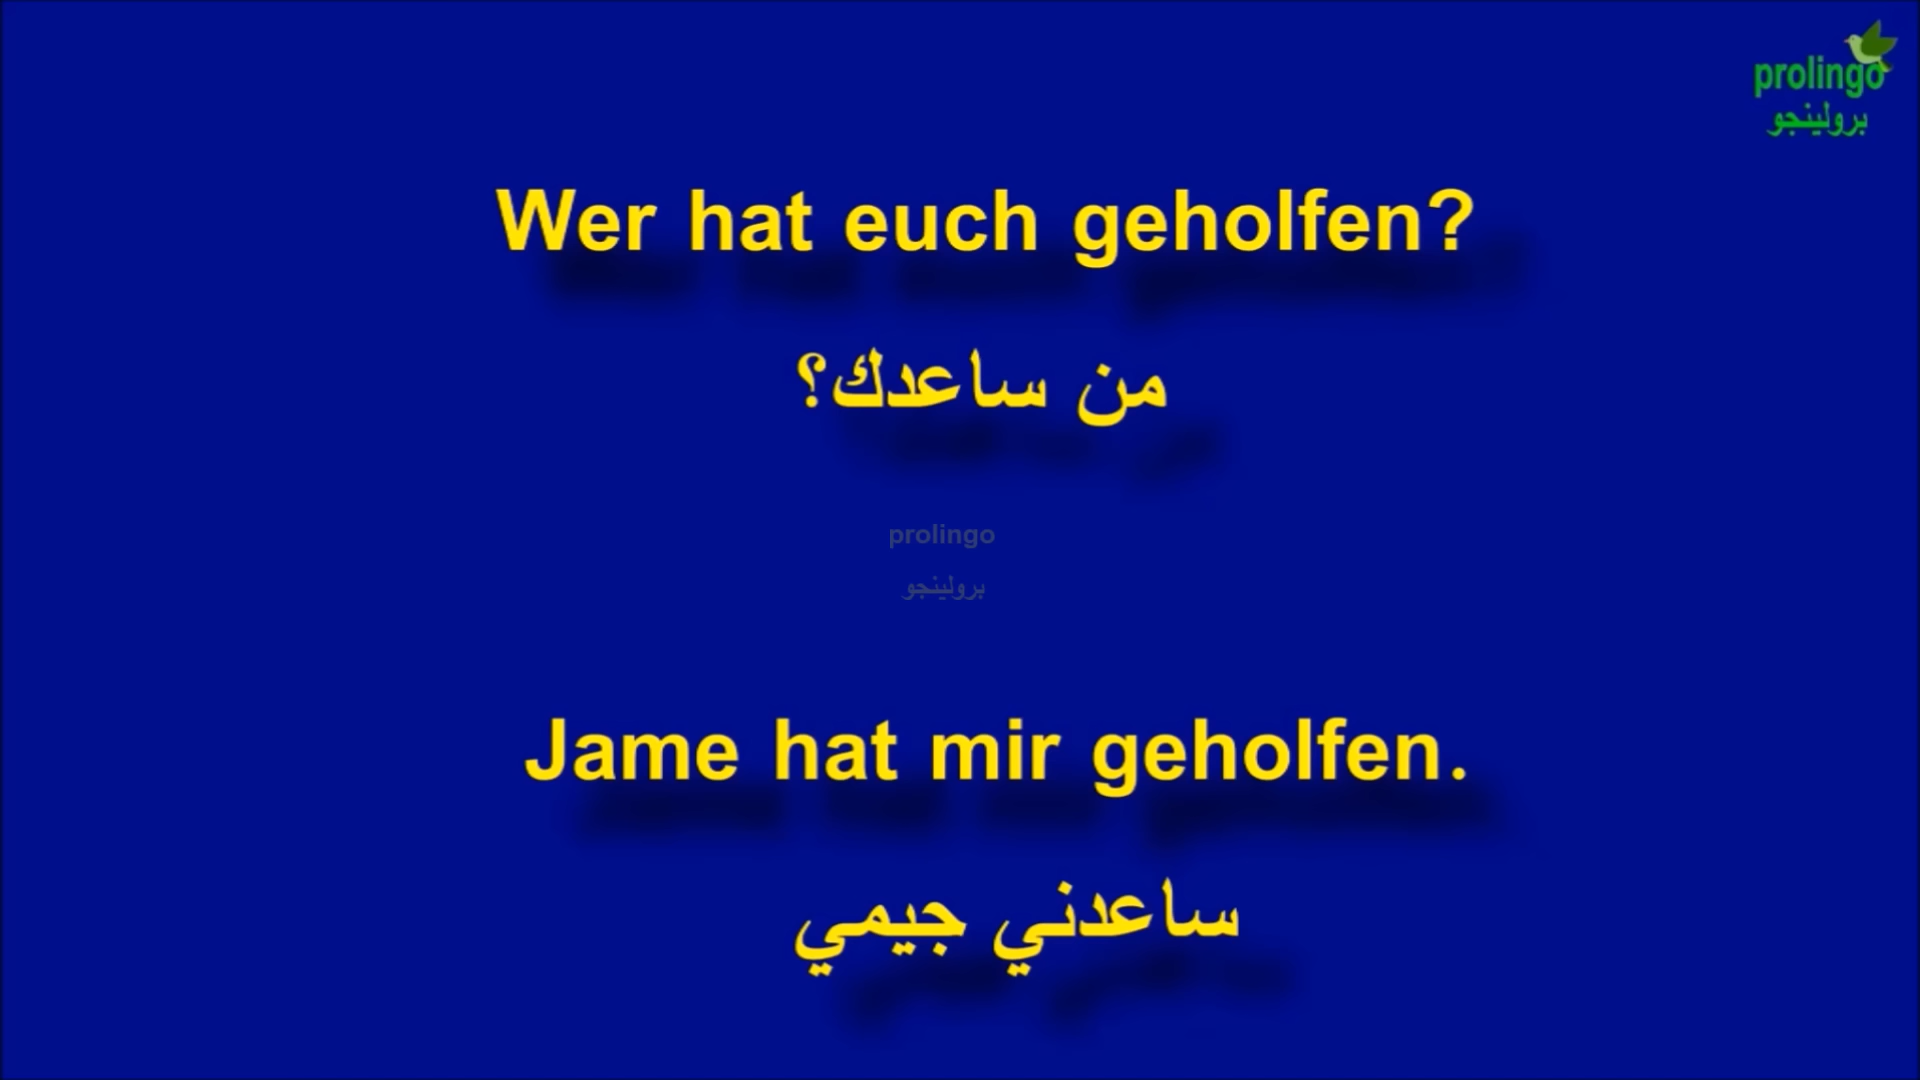 prolingo
برولينجو
Wer hat euch geholfen?
من ساعدك؟
prolingo
برولينجو
Jame hat mir geholfen.
ساعدني جيمي